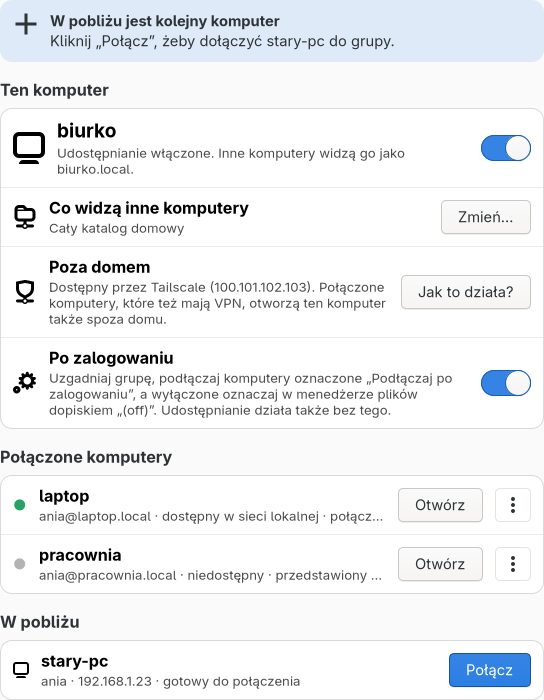 W pobliżu jest kolejny komputer
Kliknij „Połącz”, żeby dołączyć stary-pc do grupy.
Ten komputer
biurko
Udostępnianie włączone. Inne komputery widzą go jako
biurko.local.
Co widzą inne komputery
Cały katalog domowy
Zmień...
Poza domem
Dostępny przez Tailscale (100.101.102.103). Połączone
komputery, które też mają VPN, otworzą ten komputer
także spoza domu.
Jak to działa?
Po zalogowaniu
Uzgadniaj grupę, podłączaj komputery oznaczone „Podłączaj po
zalogowaniu”, a wyłączone oznaczaj w menedżerze plików
dopiskiem „(off)”. Udostępnianie działa także bez tego.
Połączone komputery
laptop
ania@laptop.local · dostępny w sieci lokalnej · połącz...
Otwórz
pracownia
ania@pracownia.local · niedostępny · przedstawiony ...
Otwórz
W pobliżu
stary-pc
ania · 192.168.1.23 · gotowy do połączenia
Połącz